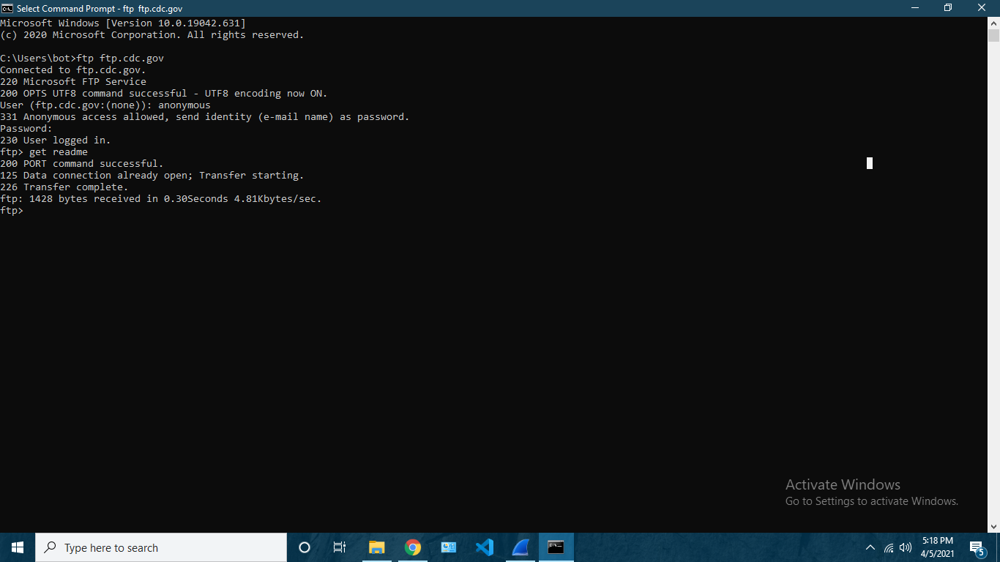 Select Command Prompt - ftp  ftp.cdc.gov
Microsoft Windows [Version 10.0.19042.631]
(c) 2020 Microsoft Corporation. All rights reserved.
C:\Users\bot>ftp ftp.cdc.gov
Connected to ftp.cdc.gov.
220 Microsoft FTP Service
200 OPTS UTF8 command successful - UTF8 encoding now ON.
User (ftp.cdc.gov:(none)): anonymous
331 Anonymous access allowed, send identity (e-mail name) as password.
Password:
230 User logged in.
ftp> get readme
200 PORT command successful.
125 Data connection already open; Transfer starting.
226 Transfer complete.
ftp: 1428 bytes received in 0.30Seconds 4.81Kbytes/sec.
ftp>
Activate Windows
Go to Settings to activate Windows.
Type here to search
5:18 PM
4/5/2021
5